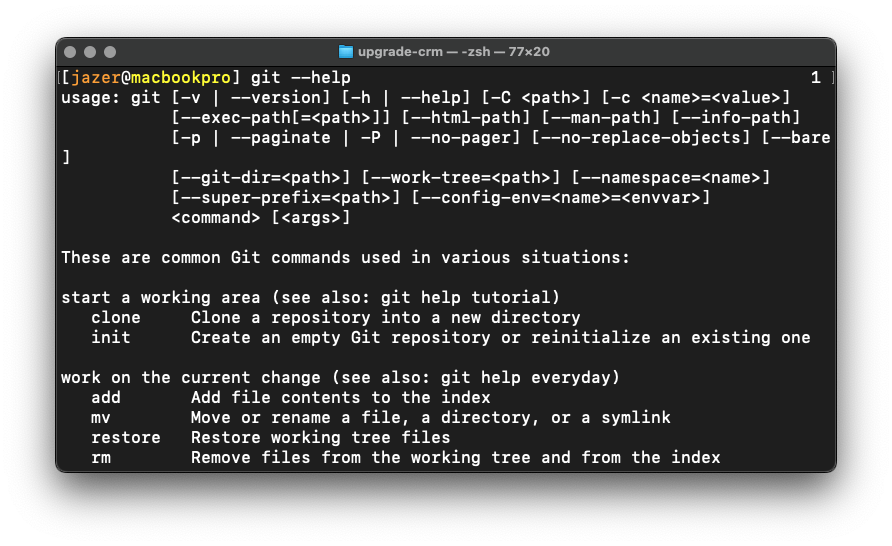 upgrade-crm — -zsh — 77×20
[[jazer@macbookpro] git --help 1 ]
usage: git [-v | --version] [-h | --help] [-C <path>] [-c <name>=<value>]
           [--exec-path[=<path>]] [--html-path] [--man-path] [--info-path]
           [-p | --paginate | -P | --no-pager] [--no-replace-objects] [--bare
]
           [--git-dir=<path>] [--work-tree=<path>] [--namespace=<name>]
           [--super-prefix=<path>] [--config-env=<name>=<envvar>]
           <command> [<args>]
These are common Git commands used in various situations:
start a working area (see also: git help tutorial)
   clone     Clone a repository into a new directory
   init      Create an empty Git repository or reinitialize an existing one
work on the current change (see also: git help everyday)
   add       Add file contents to the index
   mv        Move or rename a file, a directory, or a symlink
   restore   Restore working tree files
   rm        Remove files from the working tree and from the index